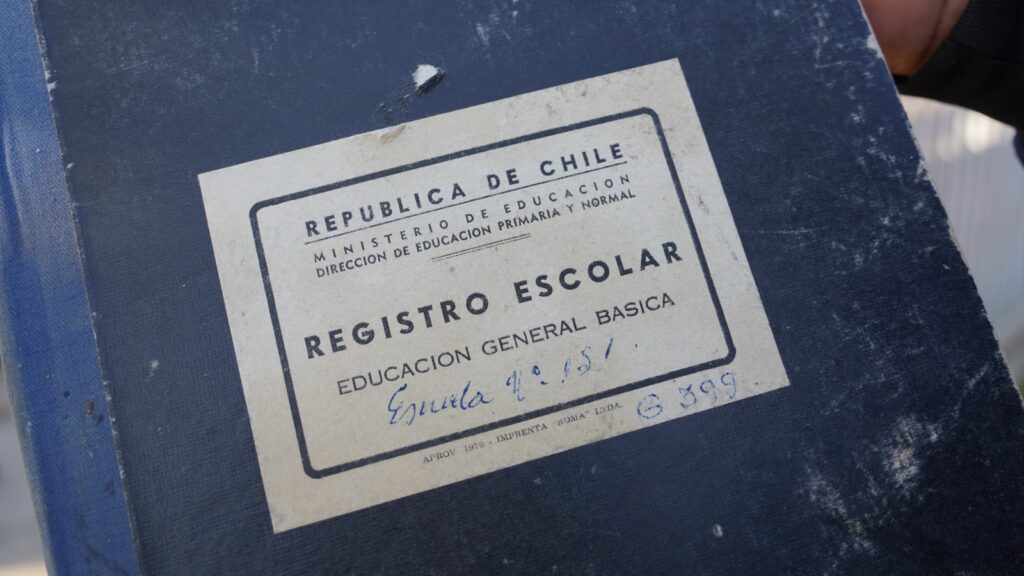 REPUBLICA DE CHILE
MINISTERIO DE EDUCACION
DIRECCION DE EDUCACION PRIMARIA Y NORMAL
REGISTRO ESCOLAR
EDUCACION GENERAL BASICA
Escuela Nº. 151.
APROV 1976 - IMPRENTA "ROMA" LTDA.
G 399